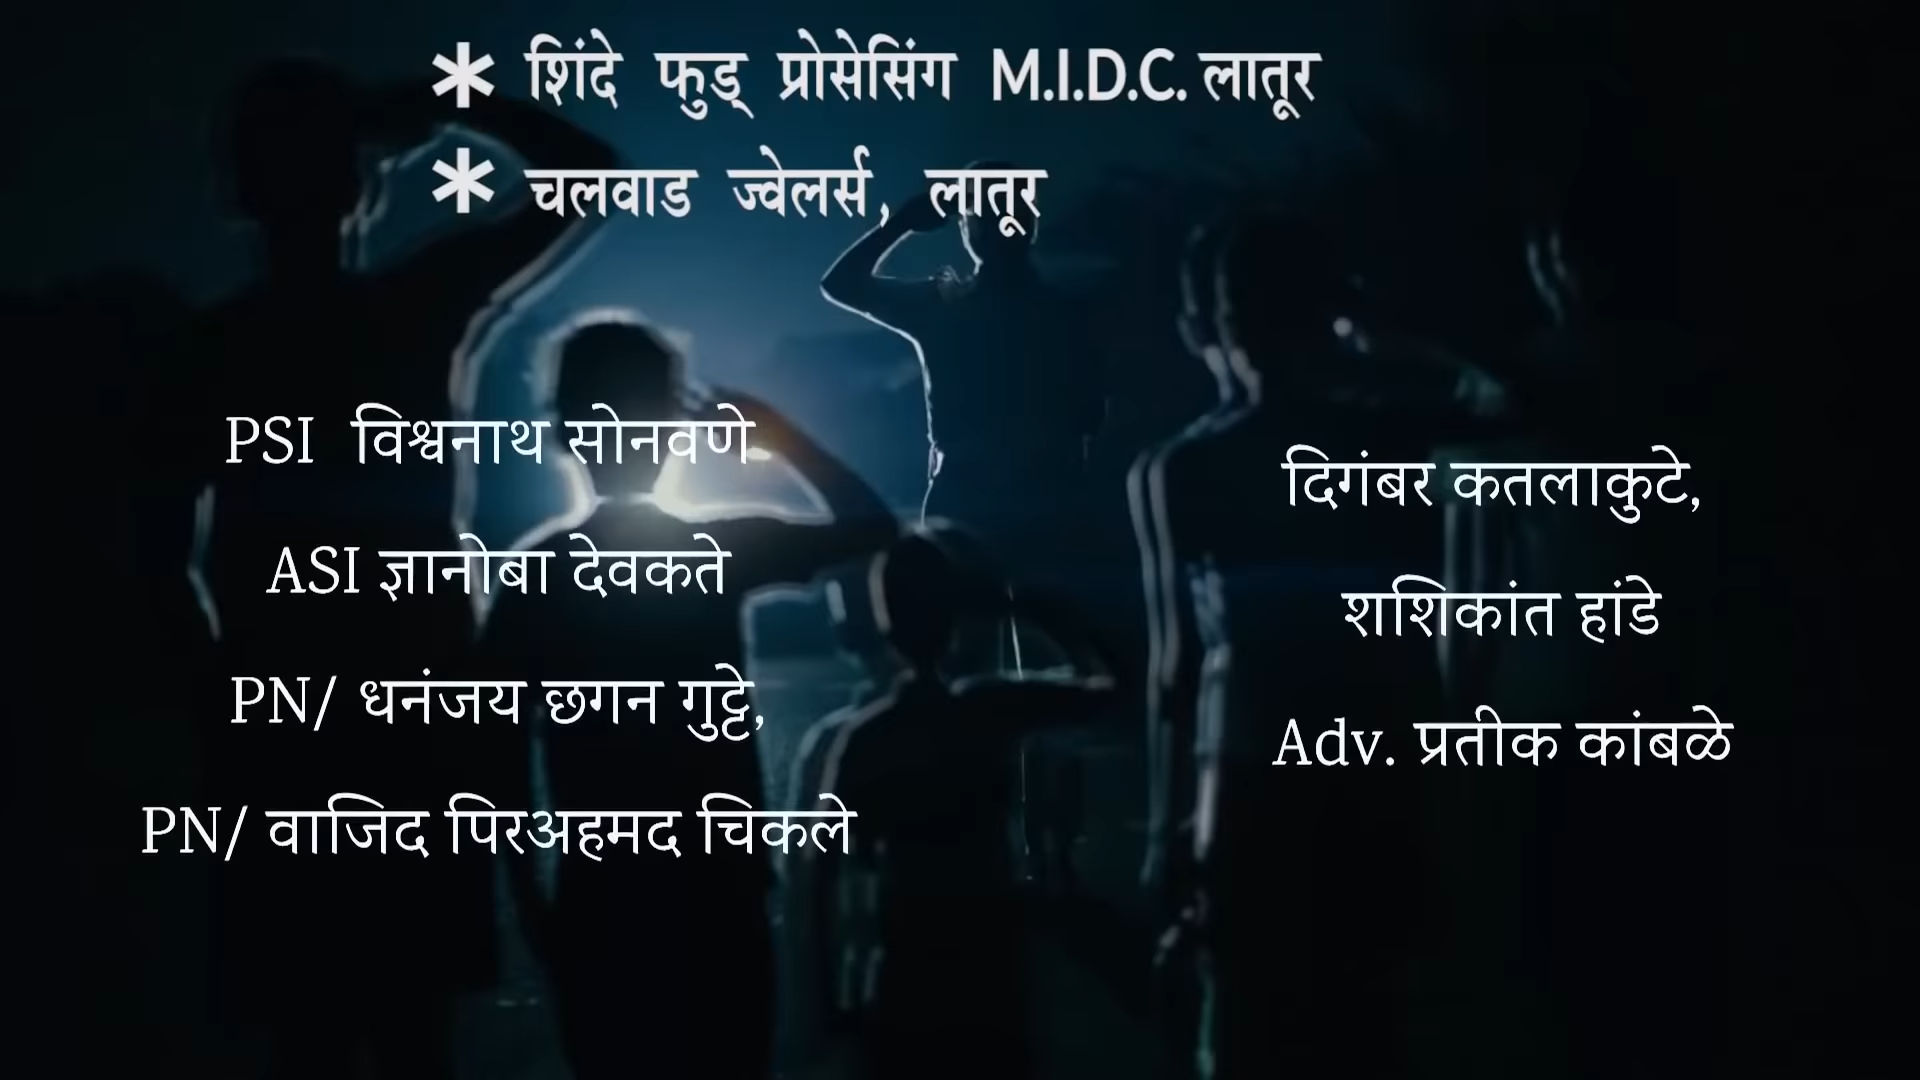 * शिंदे फुड् प्रोसेसिंग M.I.D.C. लातूर
* चलवाड ज्वेलर्स, लातूर
PSI विश्वनाथ सोनवणे
ASI ज्ञानोबा देवकते
PN/ धनंजय छगन गुट्टे,
PN/ वाजिद पिरअहमद चिकले
दिगंबर कतलाकुटे,
शशिकांत हांडे
Adv. प्रतीक कांबळे